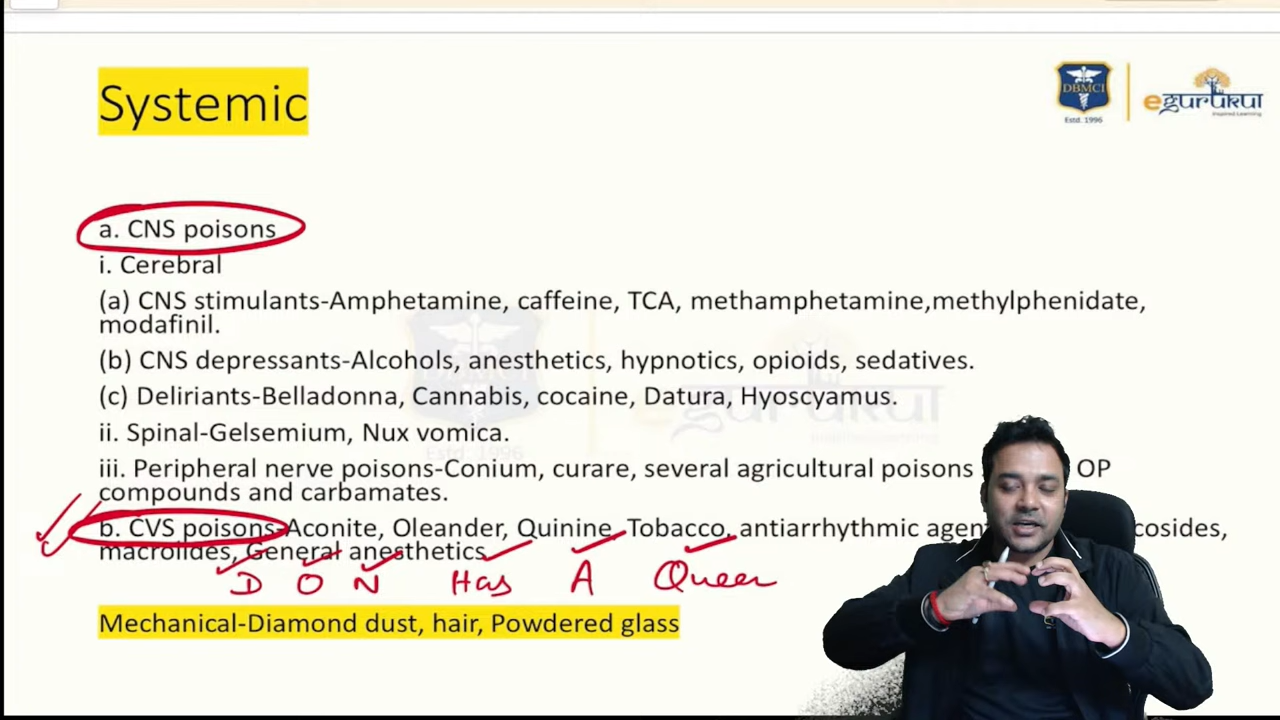 Systemic
DBMCI
Estd. 1996
egurukul
Inspired Learning
a. CNS poisons
i. Cerebral
(a) CNS stimulants-Amphetamine, caffeine, TCA, methamphetamine,methylphenidate,
modafinil.
(b) CNS depressants-Alcohols, anesthetics, hypnotics, opioids, sedatives.
(c) Deliriants-Belladonna, Cannabis, cocaine, Datura, Hyoscyamus.
ii. Spinal-Gelsemium, Nux vomica.
iii. Peripheral nerve poisons-Conium, curare, several agricultural poisons OP
compounds and carbamates.
b. CVS poisons-Aconite, Oleander, Quinine, Tobacco, antiarrhythmic cosides,
macrolides, General anesthetics
D O N Has A Queen
Mechanical-Diamond dust, hair, Powdered glass